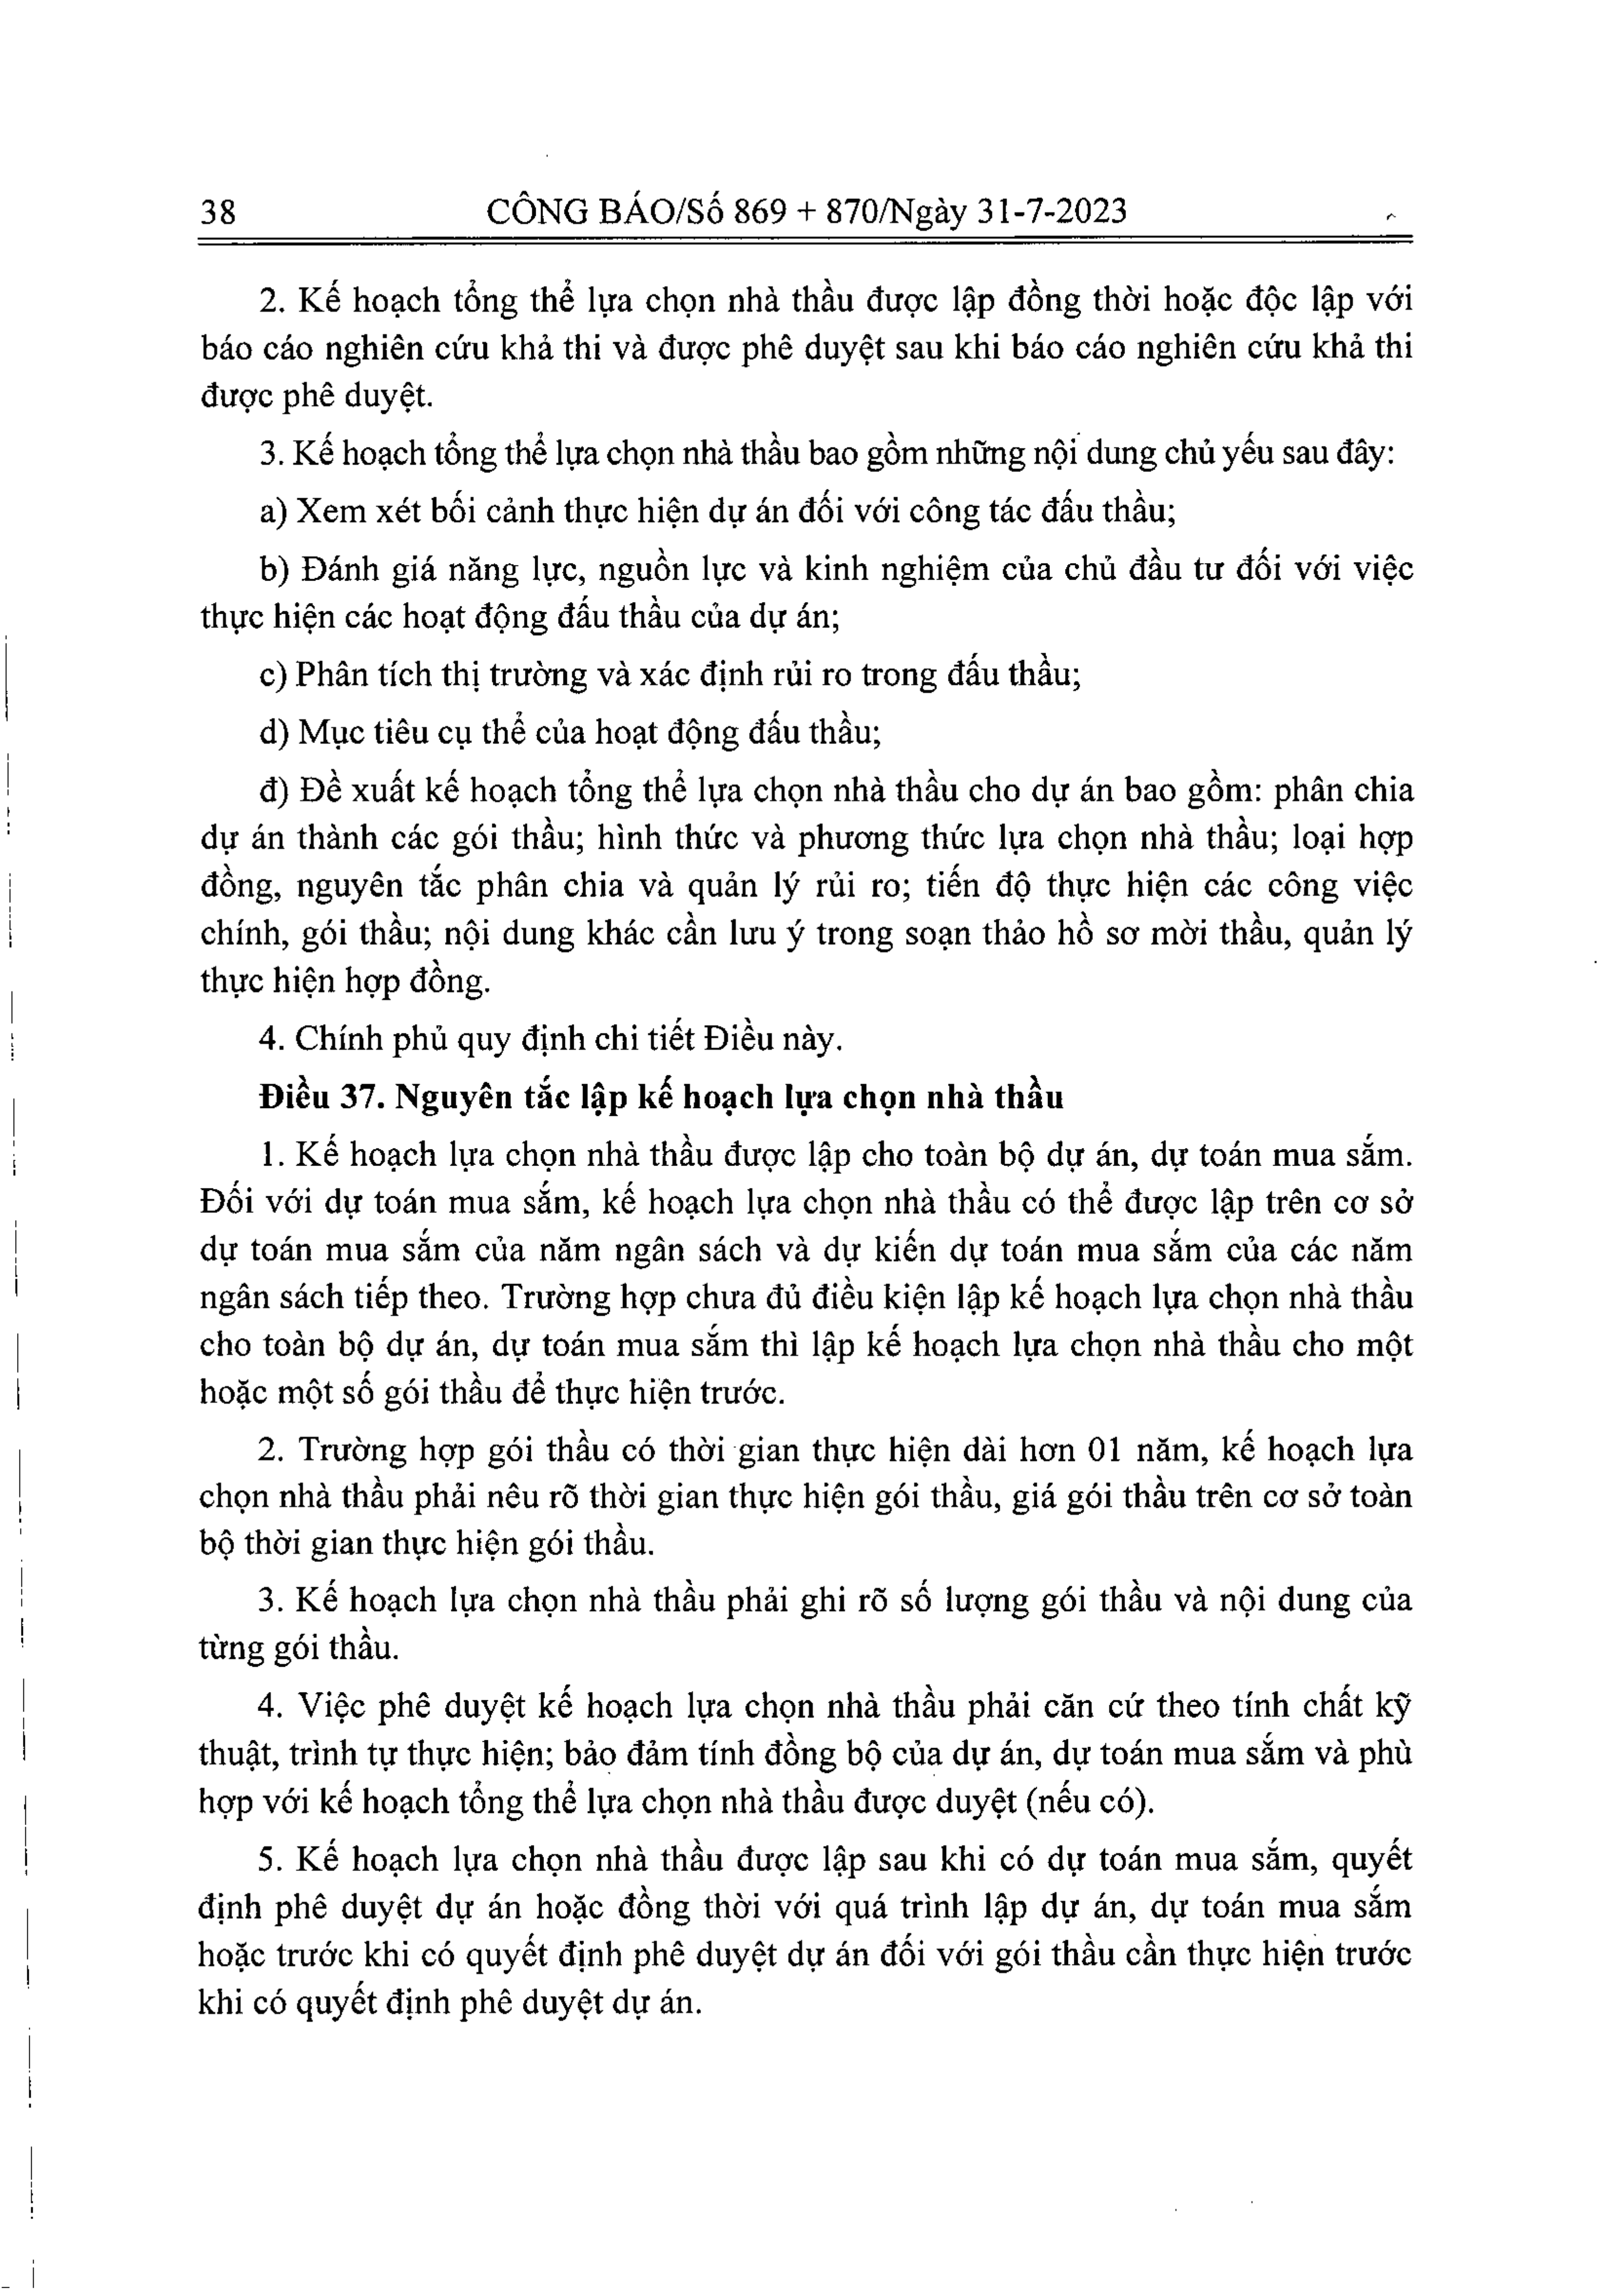 38 CÔNG BÁO/Số 869 + 870/Ngày 31-7-2023
2. Kế hoạch tổng thể lựa chọn nhà thầu được lập đồng thời hoặc độc lập với
báo cáo nghiên cứu khả thi và được phê duyệt sau khi báo cáo nghiên cứu khả thi
được phê duyệt.
3. Kế hoạch tổng thể lựa chọn nhà thầu bao gồm những nội dung chủ yếu sau đây:
a) Xem xét bối cảnh thực hiện dự án đối với công tác đấu thầu;
b) Đánh giá năng lực, nguồn lực và kinh nghiệm của chủ đầu tư đối với việc
thực hiện các hoạt động đấu thầu của dự án;
c) Phân tích thị trường và xác định rủi ro trong đấu thầu;
d) Mục tiêu cụ thể của hoạt động đấu thầu;
đ) Đề xuất kế hoạch tổng thể lựa chọn nhà thầu cho dự án bao gồm: phân chia
dự án thành các gói thầu; hình thức và phương thức lựa chọn nhà thầu; loại hợp
đồng, nguyên tắc phân chia và quản lý rủi ro; tiến độ thực hiện các công việc
chính, gói thầu; nội dung khác cần lưu ý trong soạn thảo hồ sơ mời thầu, quản lý
thực hiện hợp đồng.
4. Chính phủ quy định chi tiết Điều này.
Điều 37. Nguyên tắc lập kế hoạch lựa chọn nhà thầu
1. Kế hoạch lựa chọn nhà thầu được lập cho toàn bộ dự án, dự toán mua sắm.
Đối với dự toán mua sắm, kế hoạch lựa chọn nhà thầu có thể được lập trên cơ sở
dự toán mua sắm của năm ngân sách và dự kiến dự toán mua sắm của các năm
ngân sách tiếp theo. Trường hợp chưa đủ điều kiện lập kế hoạch lựa chọn nhà thầu
cho toàn bộ dự án, dự toán mua sắm thì lập kế hoạch lựa chọn nhà thầu cho một
hoặc một số gói thầu để thực hiện trước.
2. Trường hợp gói thầu có thời gian thực hiện dài hơn 01 năm, kế hoạch lựa
chọn nhà thầu phải nêu rõ thời gian thực hiện gói thầu, giá gói thầu trên cơ sở toàn
bộ thời gian thực hiện gói thầu.
3. Kế hoạch lựa chọn nhà thầu phải ghi rõ số lượng gói thầu và nội dung của
từng gói thầu.
4. Việc phê duyệt kế hoạch lựa chọn nhà thầu phải căn cứ theo tính chất kỹ
thuật, trình tự thực hiện; bảo đảm tính đồng bộ của dự án, dự toán mua sắm và phù
hợp với kế hoạch tổng thể lựa chọn nhà thầu được duyệt (nếu có).
5. Kế hoạch lựa chọn nhà thầu được lập sau khi có dự toán mua sắm, quyết
định phê duyệt dự án hoặc đồng thời với quá trình lập dự án, dự toán mua sắm
hoặc trước khi có quyết định phê duyệt dự án đối với gói thầu cần thực hiện trước
khi có quyết định phê duyệt dự án.